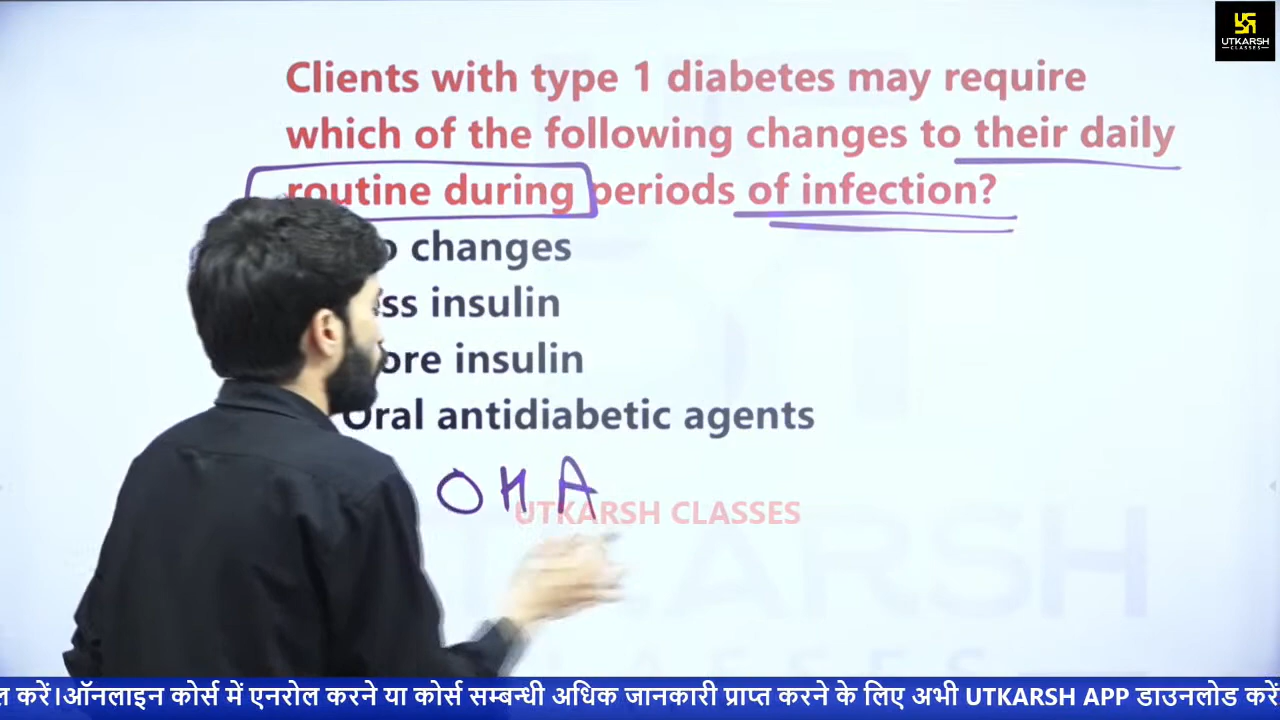 UTKARSH
CLASSES
Clients with type 1 diabetes may require
which of the following changes to their daily
routine during periods of infection?
changes
insulin
insulin
Oral antidiabetic agents
OHA
UTKARSH CLASSES
करें।ऑनलाइन कोर्स में एनरोल करने या कोर्स सम्बन्धी अधिक जानकारी प्राप्त करने के लिए अभी UTKARSH APP डाउनलोड करें